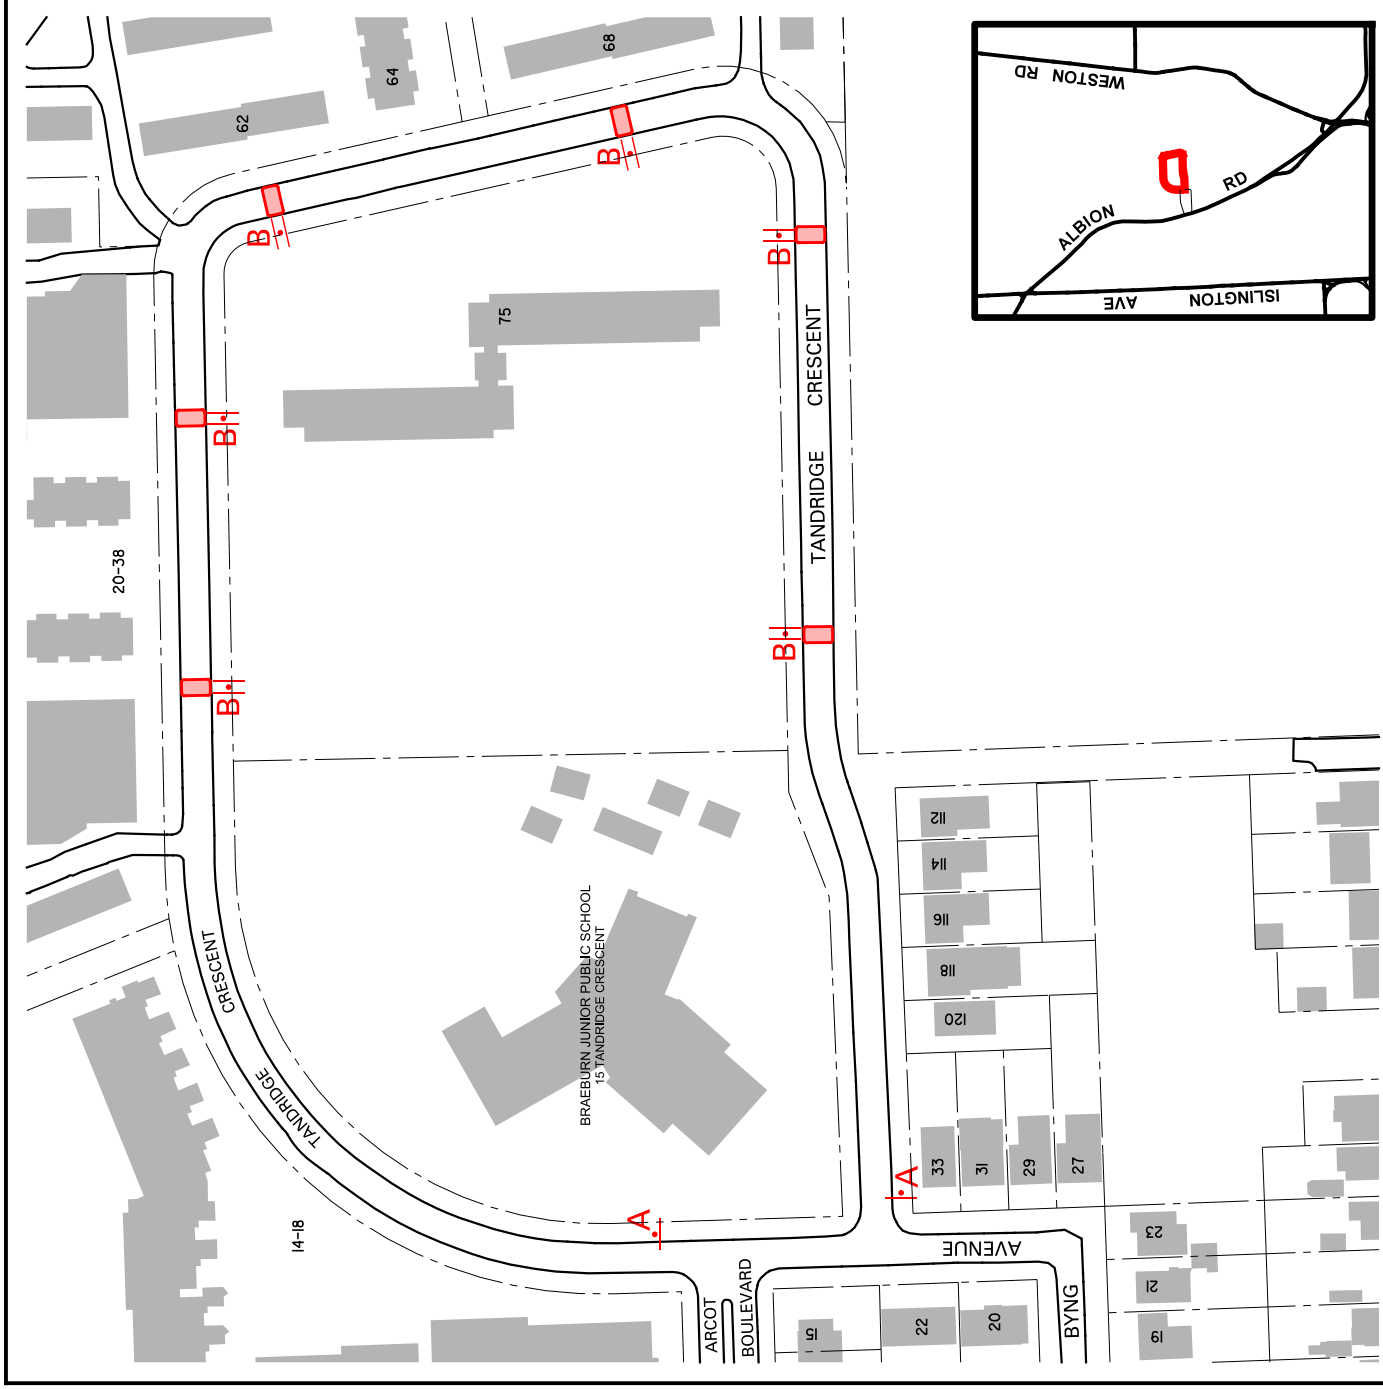 62
64
68
WESTON RD
ALBION RD
ISLINGTON AVE
B
B
B
B
B
B
75
TANDRIDGE CRESCENT
20-38
TANDRIDGE CRESCENT
BRAEBURN JUNIOR PUBLIC SCHOOL
15 TANDRIDGE CRESCENT
112
114
116
118
120
33
31
29
27
A
A
14-18
ARCOT
BOULEVARD
AVENUE
BYNG
15
22
20
23
21
19